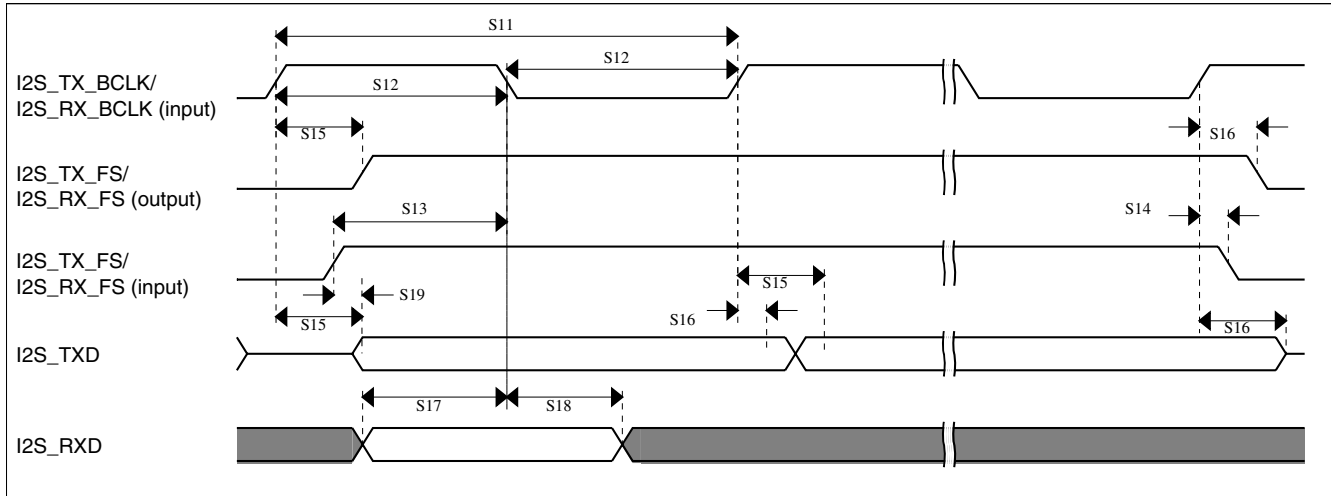 S11
I2S_TX_BCLK/
I2S_RX_BCLK (input)
S12
S12
S15
S16
I2S_TX_FS/
I2S_RX_FS (output)
S13
S14
I2S_TX_FS/
I2S_RX_FS (input)
S15
S19
S16
S15
S16
I2S_TXD
S17
S18
I2S_RXD